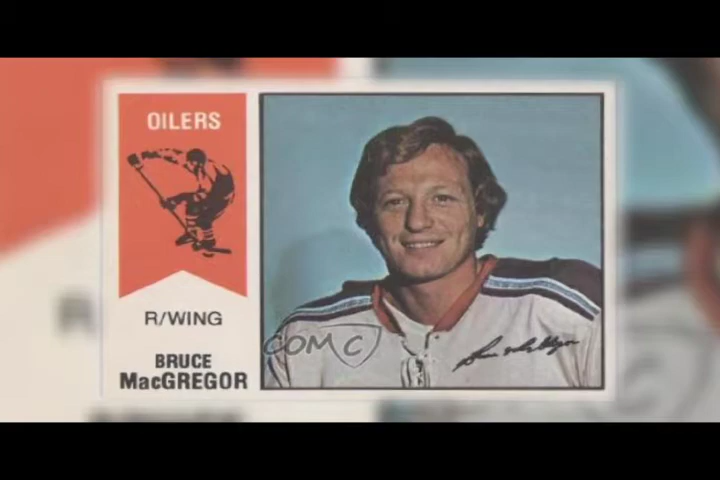 OILERS
R/WING
BRUCE
MacGREGOR
COMC